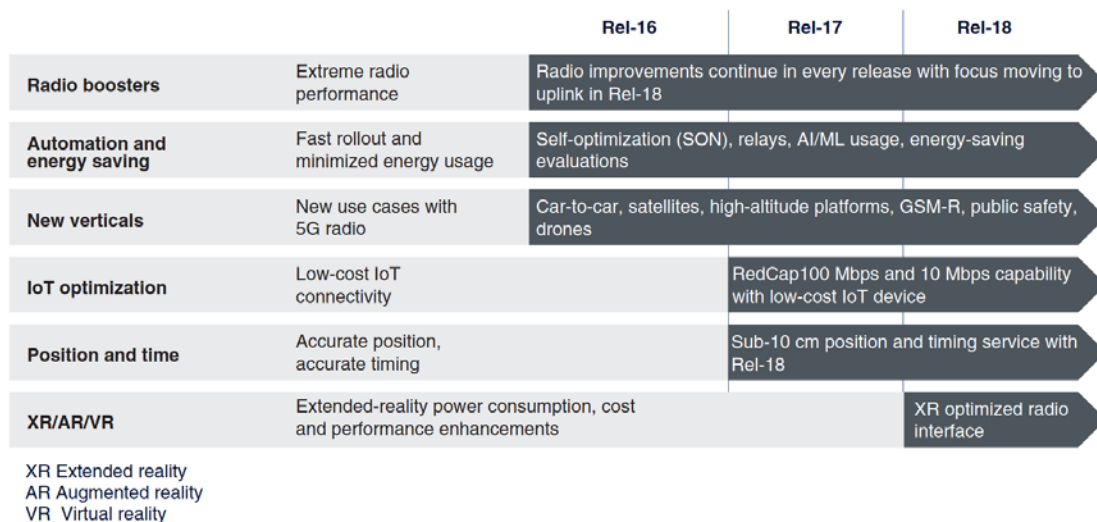 Rel-16 Rel-17 Rel-18
Radio boosters
Extreme radio
performance
Radio improvements continue in every release with focus moving to
uplink in Rel-18
Automation and
energy saving
Fast rollout and
minimized energy usage
Self-optimization (SON), relays, AI/ML usage, energy-saving
evaluations
New verticals
New use cases with
5G radio
Car-to-car, satellites, high-altitude platforms, GSM-R, public safety,
drones
IoT optimization
Low-cost IoT
connectivity
RedCap100 Mbps and 10 Mbps capability
with low-cost IoT device
Position and time
Accurate position,
accurate timing
Sub-10 cm position and timing service with
Rel-18
XR/AR/VR
Extended-reality power consumption, cost
and performance enhancements
XR optimized radio
interface
XR Extended reality
AR Augmented reality
VR Virtual reality